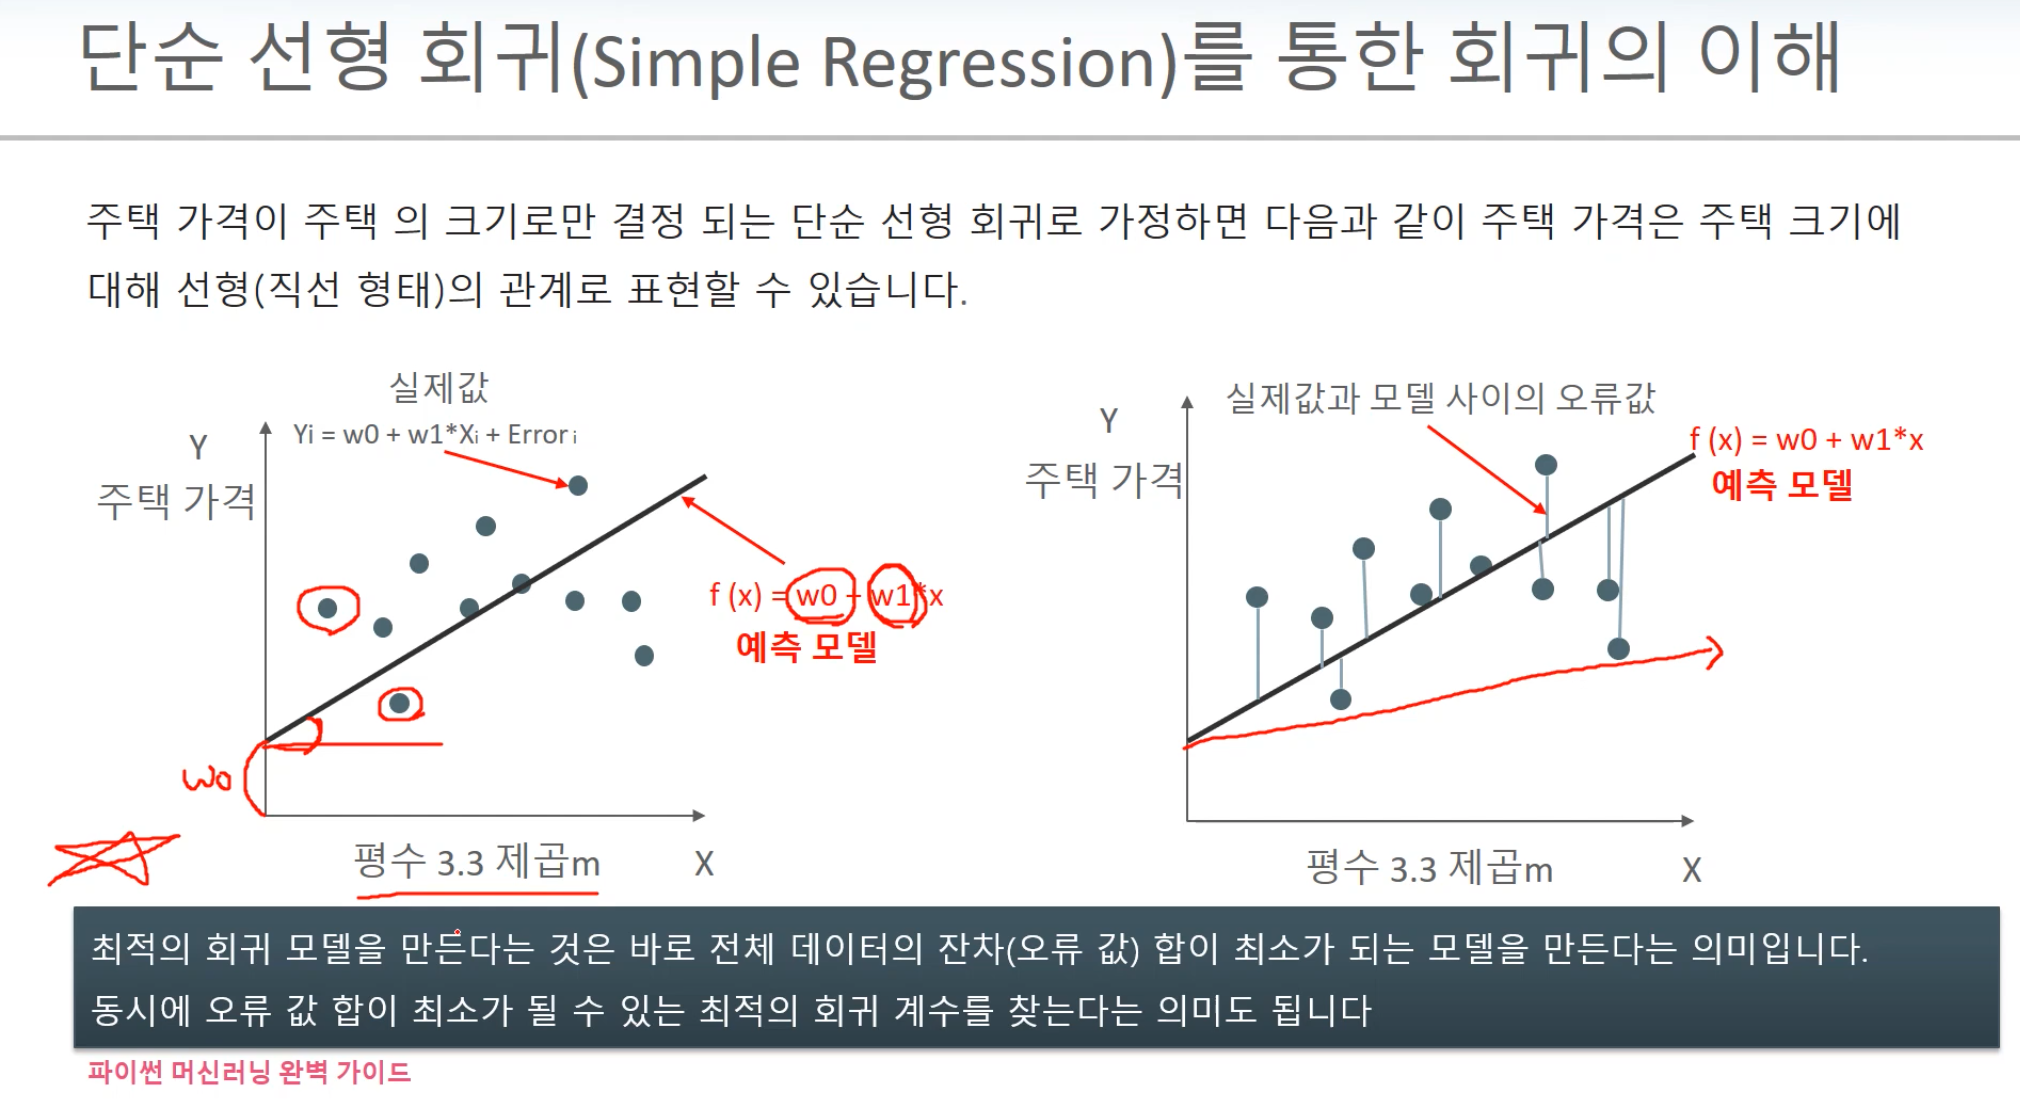 단순 선형 회귀(Simple Regression)를 통한 회귀의 이해
주택 가격이 주택 의 크기로만 결정 되는 단순 선형 회귀로 가정하면 다음과 같이 주택 가격은 주택 크기에
대해 선형(직선 형태)의 관계로 표현할 수 있습니다.
실제값
Yi = w0 + w1*Xi + Error i
Y
주택 가격
f (x) = w0 + w1*x
예측 모델
w0
평수 3.3 제곱m
X
실제값과 모델 사이의 오류값
Y
주택 가격
f (x) = w0 + w1*x
예측 모델
평수 3.3 제곱m
X
최적의 회귀 모델을 만든다는 것은 바로 전체 데이터의 잔차(오류 값) 합이 최소가 되는 모델을 만든다는 의미입니다.
동시에 오류 값 합이 최소가 될 수 있는 최적의 회귀 계수를 찾는다는 의미도 됩니다
파이썬 머신러닝 완벽 가이드